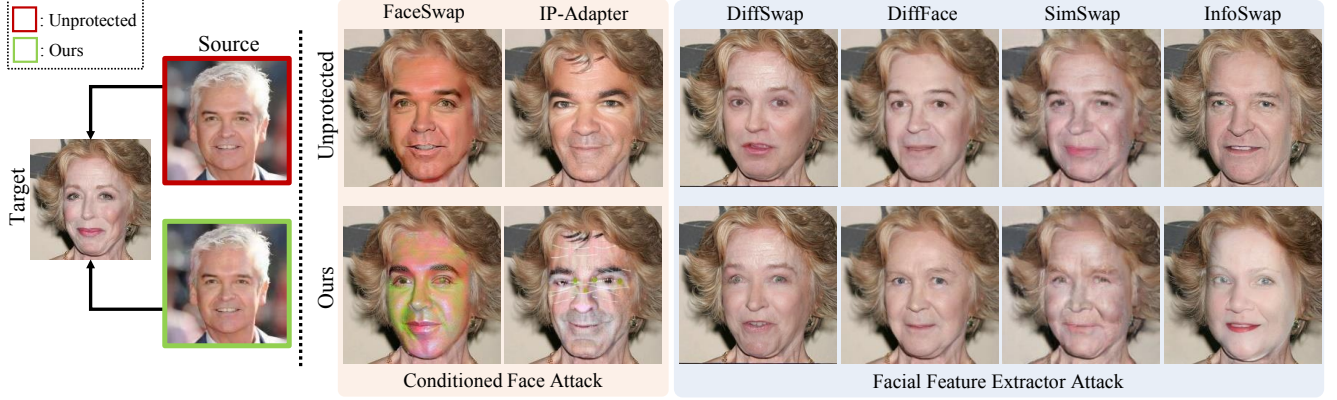 : Unprotected
: Ours
Source
Target
FaceSwap
IP-Adapter
DiffSwap
DiffFace
SimSwap
InfoSwap
Unprotected
Ours
Conditioned Face Attack
Facial Feature Extractor Attack